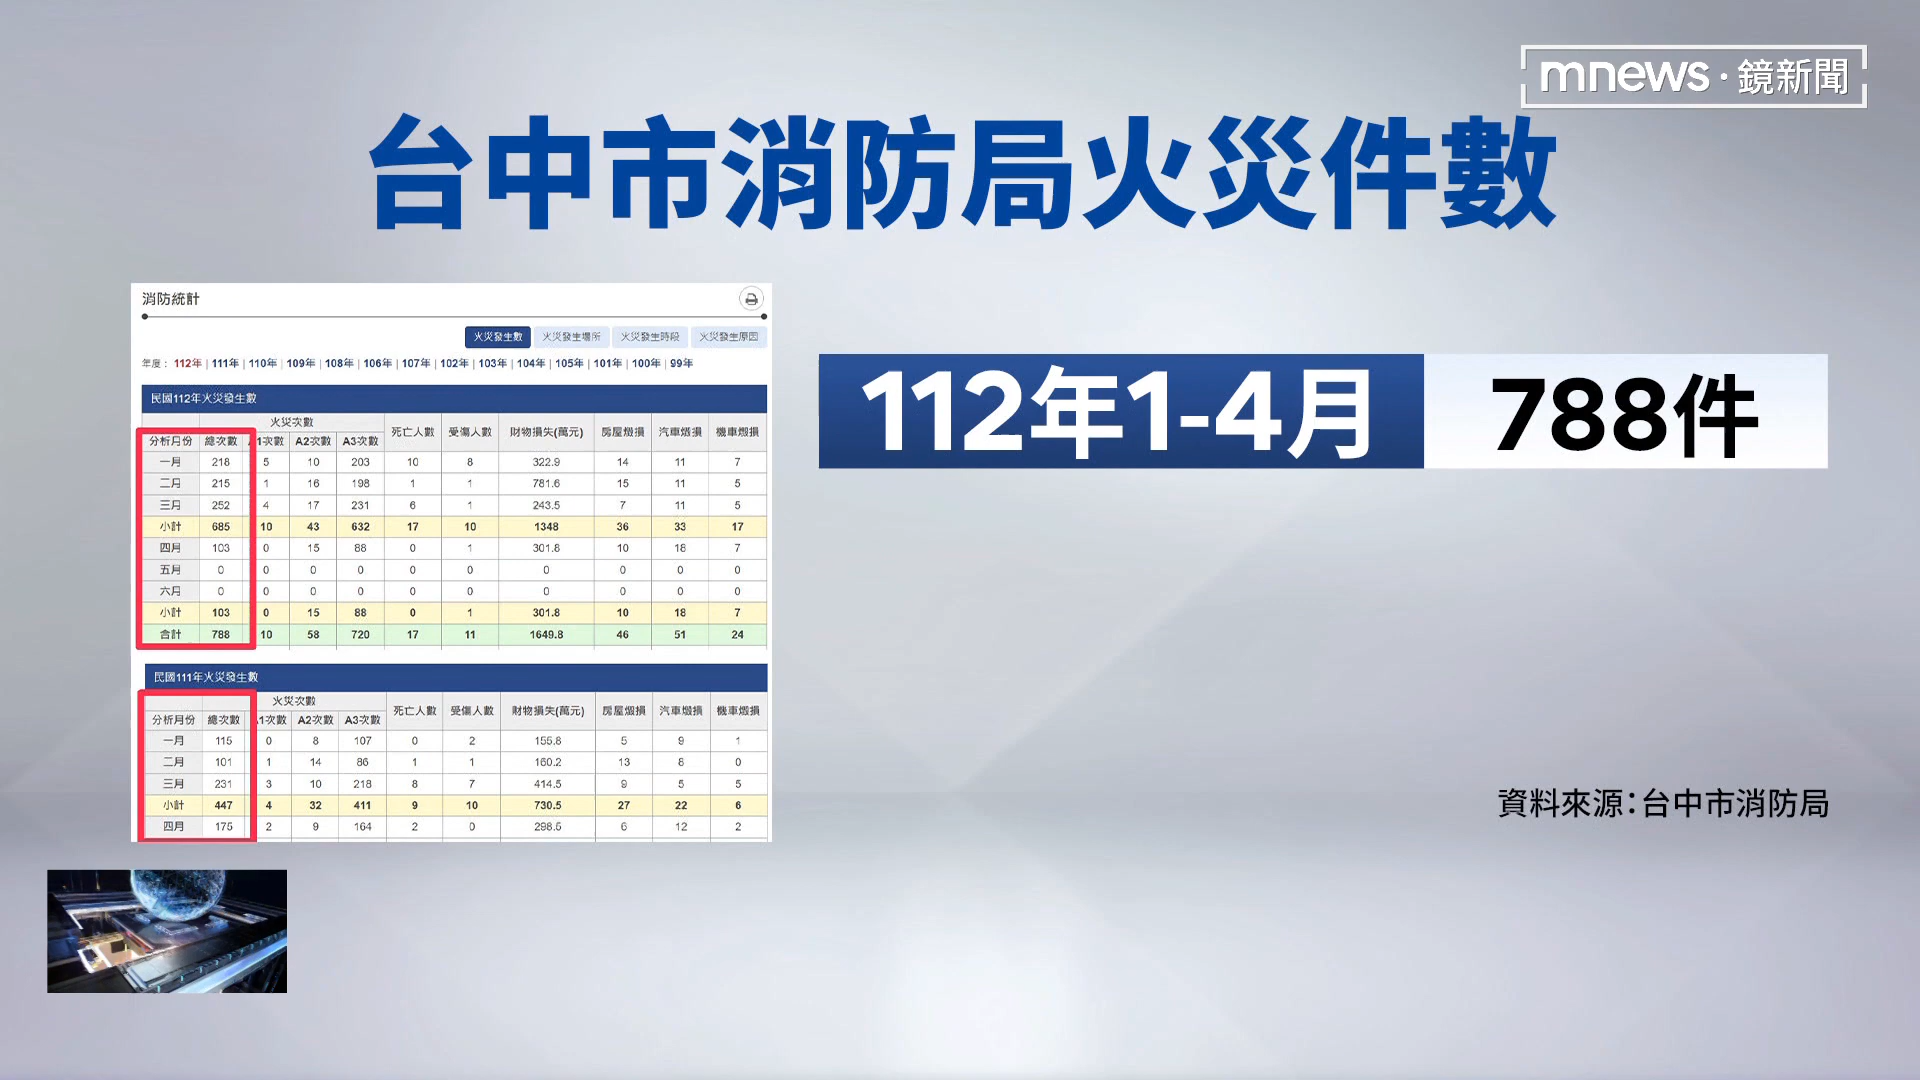 mnews·鏡新聞
台中市消防局火災件數
消防統計
火災發生數 火災發生場所 火災發生時段 火災發生原因
年度： 112年 | 111年 | 110年 | 109年 | 108年 | 106年 | 107年 | 102年 | 103年 | 104年 | 105年 | 101年 | 100年 | 99年
民國112年火災發生數
火災次數
分析月份 總次數 1次數 A2次數 A3次數 死亡人數 受傷人數 財物損失(萬元) 房屋燬損 汽車燬損 機車燬損
一月 218 5 10 203 10 8 322.9 14 11 7
二月 215 1 16 198 1 1 781.6 15 11 5
三月 252 4 17 231 6 1 243.5 7 11 5
小計 685 10 43 632 17 10 1348 36 33 17
四月 103 0 15 88 0 1 301.8 10 18 7
五月 0 0 0 0 0 0 0 0 0 0
六月 0 0 0 0 0 0 0 0 0 0
小計 103 0 15 88 0 1 301.8 10 18 7
合計 788 10 58 720 17 11 1649.8 46 51 24
民國111年火災發生數
火災次數
分析月份 總次數 1次數 A2次數 A3次數 死亡人數 受傷人數 財物損失(萬元) 房屋燬損 汽車燬損 機車燬損
一月 115 0 8 107 0 2 155.8 5 9 1
二月 101 1 14 86 1 1 160.2 13 8 0
三月 231 3 10 218 8 7 414.5 9 5 5
小計 447 4 32 411 9 10 730.5 27 22 6
四月 175 2 9 164 2 0 298.5 6 12 2
112年1-4月 788件
資料來源：台中市消防局